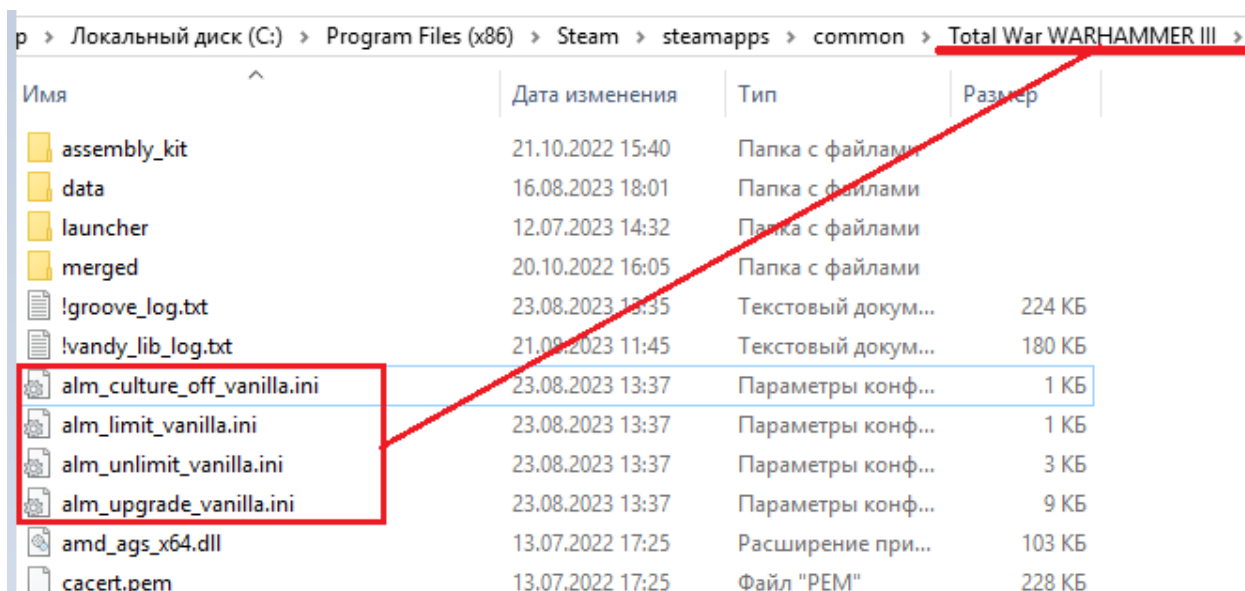 р › Локальный диск (C:) › Program Files (x86) › Steam › steamapps › common › Total War WARHAMMER III ›
Имя Дата изменения Тип Размер
assembly_kit 21.10.2022 15:40 Папка с файлами
data 16.08.2023 18:01 Папка с файлами
launcher 12.07.2023 14:32 Папка с файлами
merged 20.10.2022 16:05 Папка с файлами
!groove_log.txt 23.08.2023 13:35 Текстовый докум... 224 КБ
!vandy_lib_log.txt 21.08.2023 11:45 Текстовый докум... 180 КБ
alm_culture_off_vanilla.ini 23.08.2023 13:37 Параметры конф... 1 КБ
alm_limit_vanilla.ini 23.08.2023 13:37 Параметры конф... 1 КБ
alm_unlimit_vanilla.ini 23.08.2023 13:37 Параметры конф... 3 КБ
alm_upgrade_vanilla.ini 23.08.2023 13:37 Параметры конф... 9 КБ
amd_ags_x64.dll 13.07.2022 17:25 Расширение при... 103 КБ
cacert.pem 13.07.2022 17:25 Файл "PEM" 228 КБ